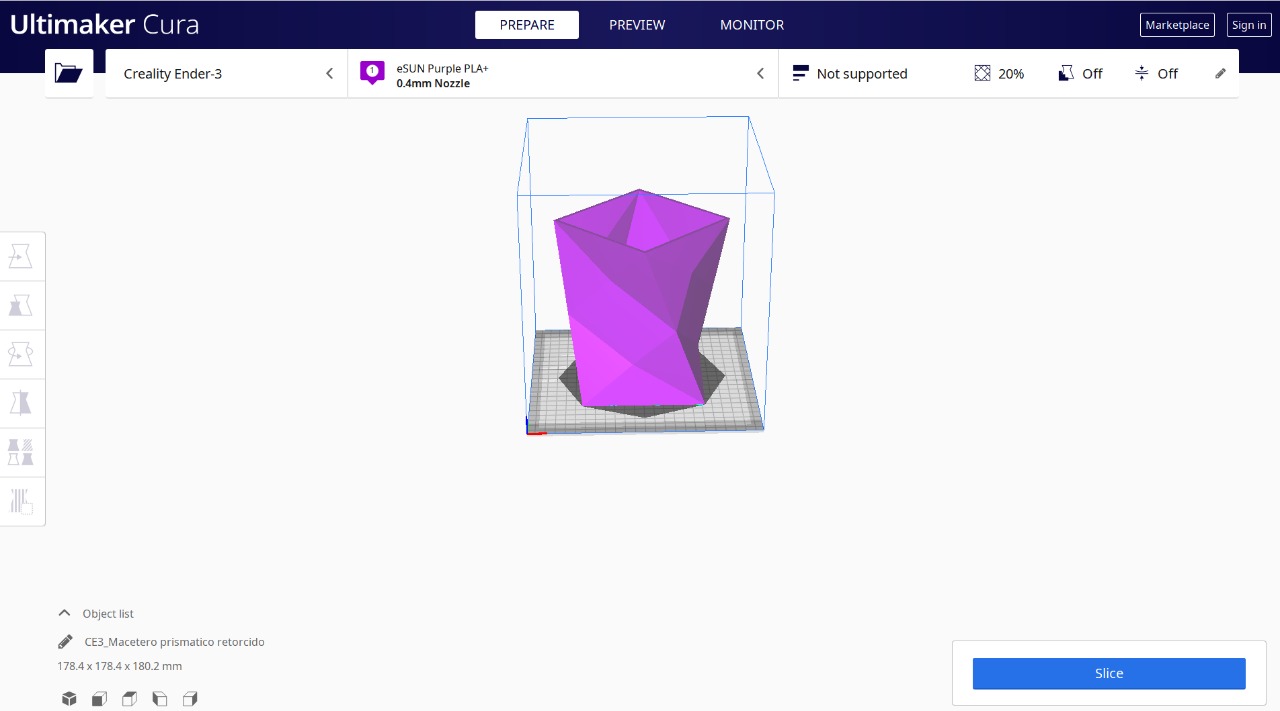 Ultimaker Cura
PREPARE
PREVIEW
MONITOR
Marketplace
Sign in
Creality Ender-3
1
eSUN Purple PLA+
0.4mm Nozzle
Not supported
20%
Off
Off
Object list
CE3_Macetero prismatico retorcido
178.4 x 178.4 x 180.2 mm
Slice